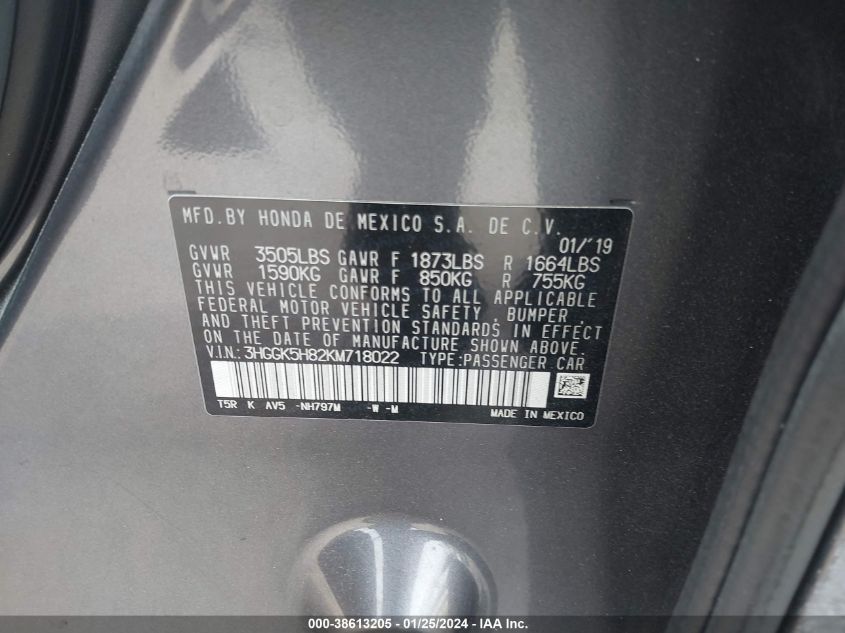 MFD.BY HONDA DE MEXICO S.A. DE C.V.
01/'19
GVWR 3505LBS GAWR F 1873LBS R 1664LBS
GVWR 1590KG GAWR F 850KG R 755KG
THIS VEHICLE CONFORMS TO ALL APPLICABLE
FEDERAL MOTOR VEHICLE SAFETY, BUMPER,
AND THEFT PREVENTION STANDARDS IN EFFECT
ON THE DATE OF MANUFACTURE SHOWN ABOVE.
V.I.N: 3HGGK5H82KM718022 TYPE:PASSENGER CAR
T5R K AV5 -NH797M -W -M MADE IN MEXICO
000-38613205 - 01/25/2024 - IAA Inc.